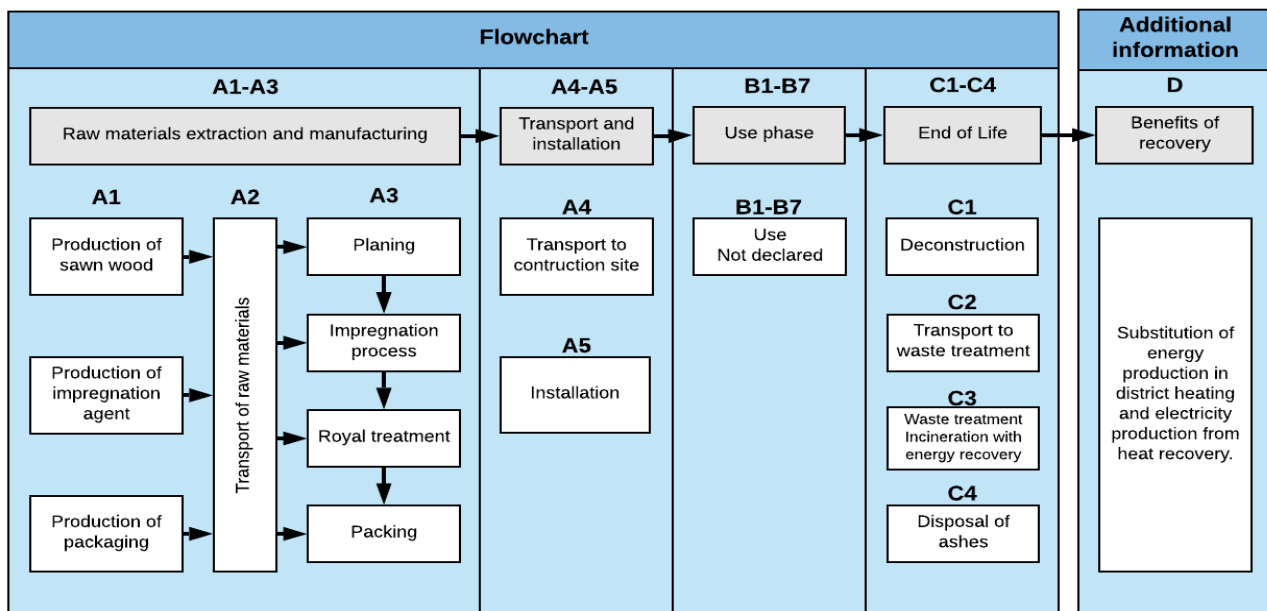 Flowchart
Additional
information
A1-A3
A4-A5
B1-B7
C1-C4
D
Raw materials extraction and manufacturing
Transport and
installation
Use phase
End of Life
Benefits of
recovery
A1
A2
A3
Production of
sawn wood
Production of
impregnation
agent
Production of
packaging
Transport of raw materials
Planing
Impregnation
process
Royal treatment
Packing
A4
Transport to
contruction site
A5
Installation
B1-B7
Use
Not declared
C1
Deconstruction
C2
Transport to
waste treatment
C3
Waste treatment
Incineration with
energy recovery
C4
Disposal of
ashes
Substitution of
energy
production in
district heating
and electricity
production from
heat recovery.